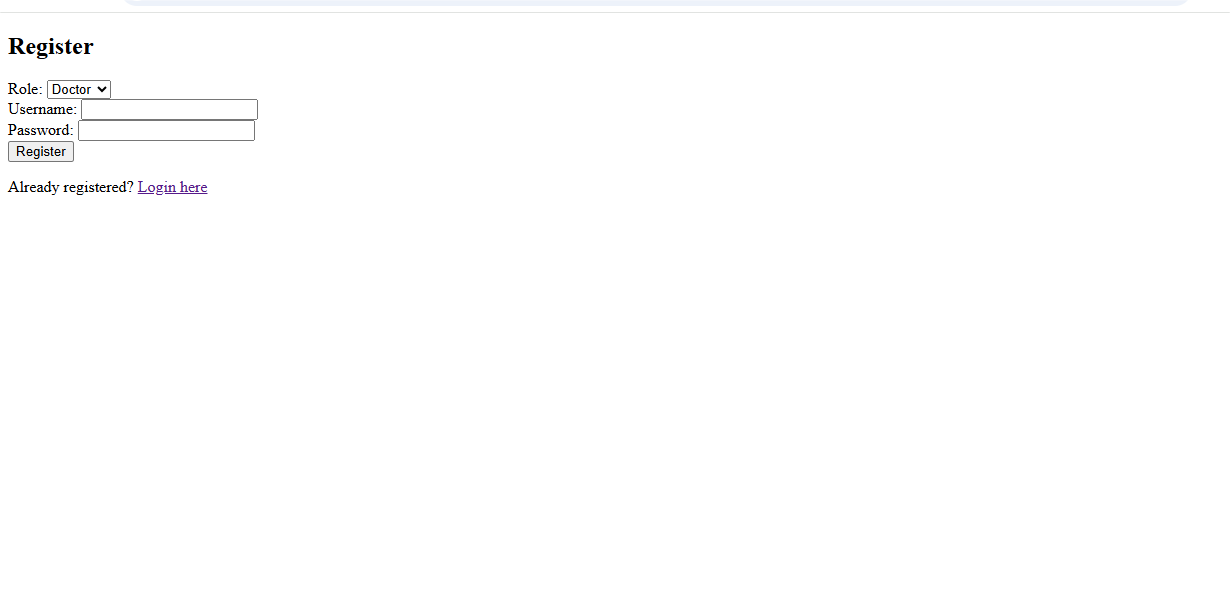 Register
Role: Doctor
Username:
Password:
Register
Already registered? Login here